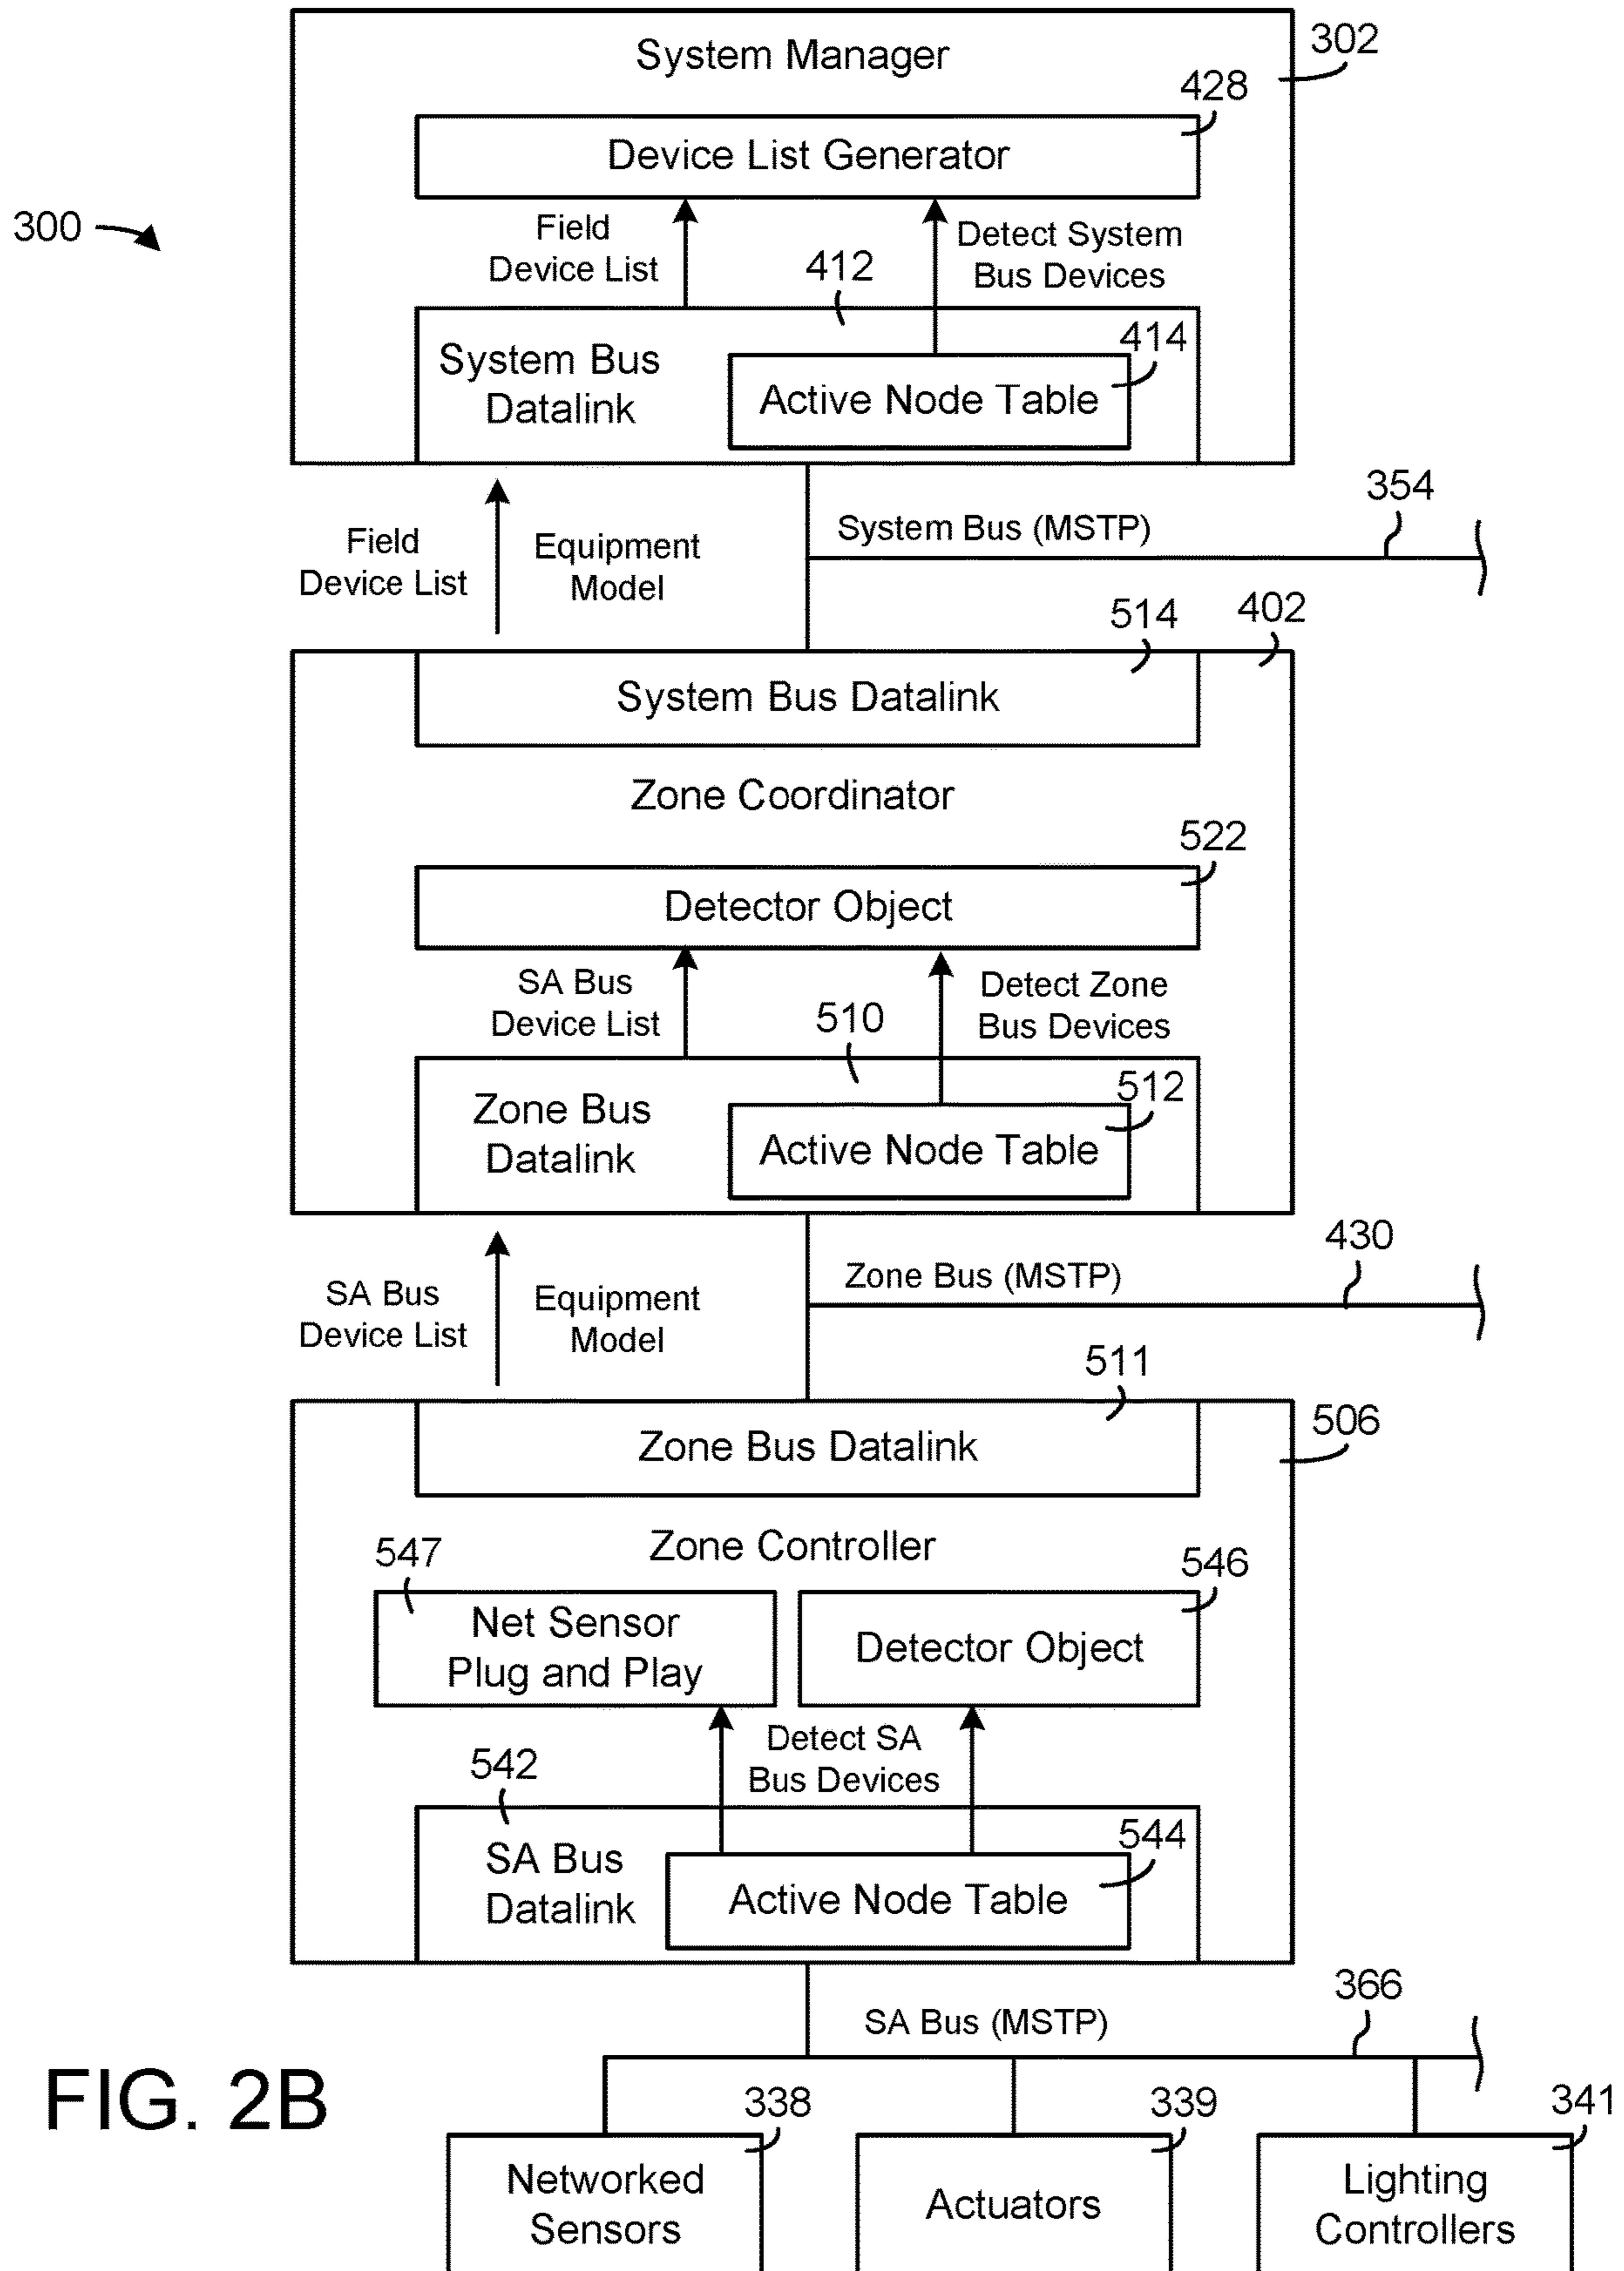 System Manager
302
428
Device List Generator
300
Field
Device List
412
Detect System
Bus Devices
414
System Bus
Datalink
Active Node Table
354
System Bus (MSTP)
Field
Device List
Equipment
Model
514
402
System Bus Datalink
Zone Coordinator
522
Detector Object
SA Bus
Device List
510
Detect Zone
Bus Devices
512
Zone Bus
Datalink
Active Node Table
430
Zone Bus (MSTP)
SA Bus
Device List
Equipment
Model
511
506
Zone Bus Datalink
Zone Controller
547
546
Net Sensor
Plug and Play
Detector Object
Detect SA
Bus Devices
542
544
SA Bus
Datalink
Active Node Table
366
SA Bus (MSTP)
FIG. 2B
338
339
341
Networked
Sensors
Actuators
Lighting
Controllers